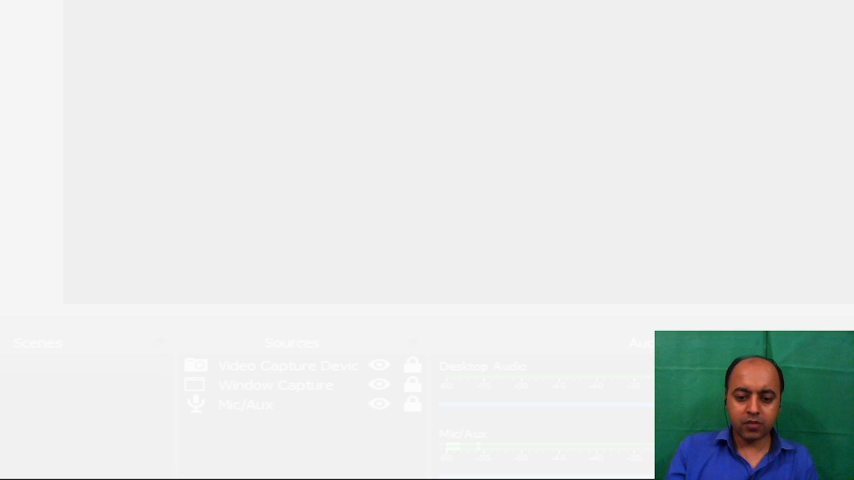 Scenes
Sources
Video Capture Devic
Window Capture
Mic/Aux
Desktop Audio
Mic/Aux